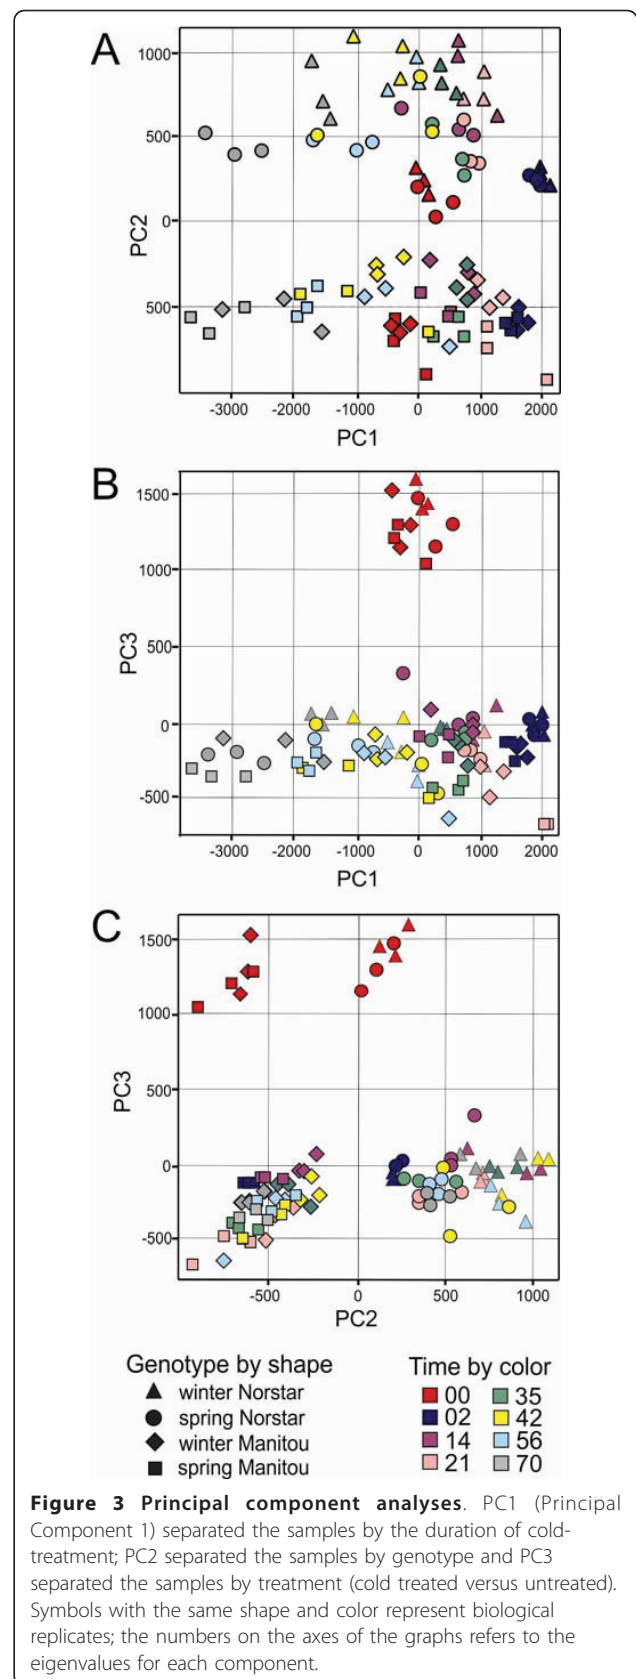 A
1000
500
0
500
PC2
-3000 -2000 -1000 0 1000 2000
PC1
B
1500
1000
500
0
-500
PC3
-3000 -2000 -1000 0 1000 2000
PC1
C
1500
1000
500
0
-500
PC3
-500 0 500 1000
PC2
Genotype by shape
winter Norstar
spring Norstar
winter Manitou
spring Manitou
Time by color
00 35
02 42
14 56
21 70
Figure 3 Principal component analyses. PC1 (Principal
Component 1) separated the samples by the duration of cold-
treatment; PC2 separated the samples by genotype and PC3
separated the samples by treatment (cold treated versus untreated).
Symbols with the same shape and color represent biological
replicates; the numbers on the axes of the graphs refers to the
eigenvalues for each component.